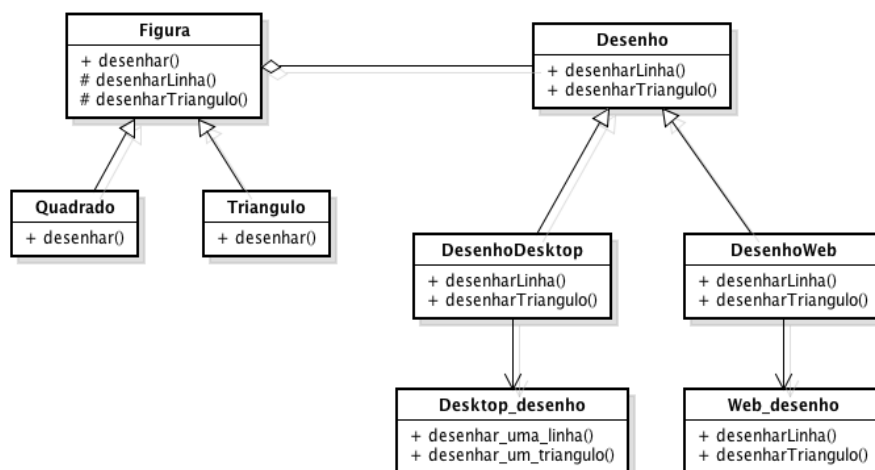 Figura
+ desenhar()
# desenharLinha()
# desenharTriangulo()
Desenho
+ desenharLinha()
+ desenharTriangulo()
Quadrado
+ desenhar()
Triangulo
+ desenhar()
DesenhoDesktop
+ desenharLinha()
+ desenharTriangulo()
DesenhoWeb
+ desenharLinha()
+ desenharTriangulo()
Desktop_desenho
+ desenhar_uma_linha()
+ desenhar_um_triangulo()
Web_desenho
+ desenharLinha()
+ desenharTriangulo()